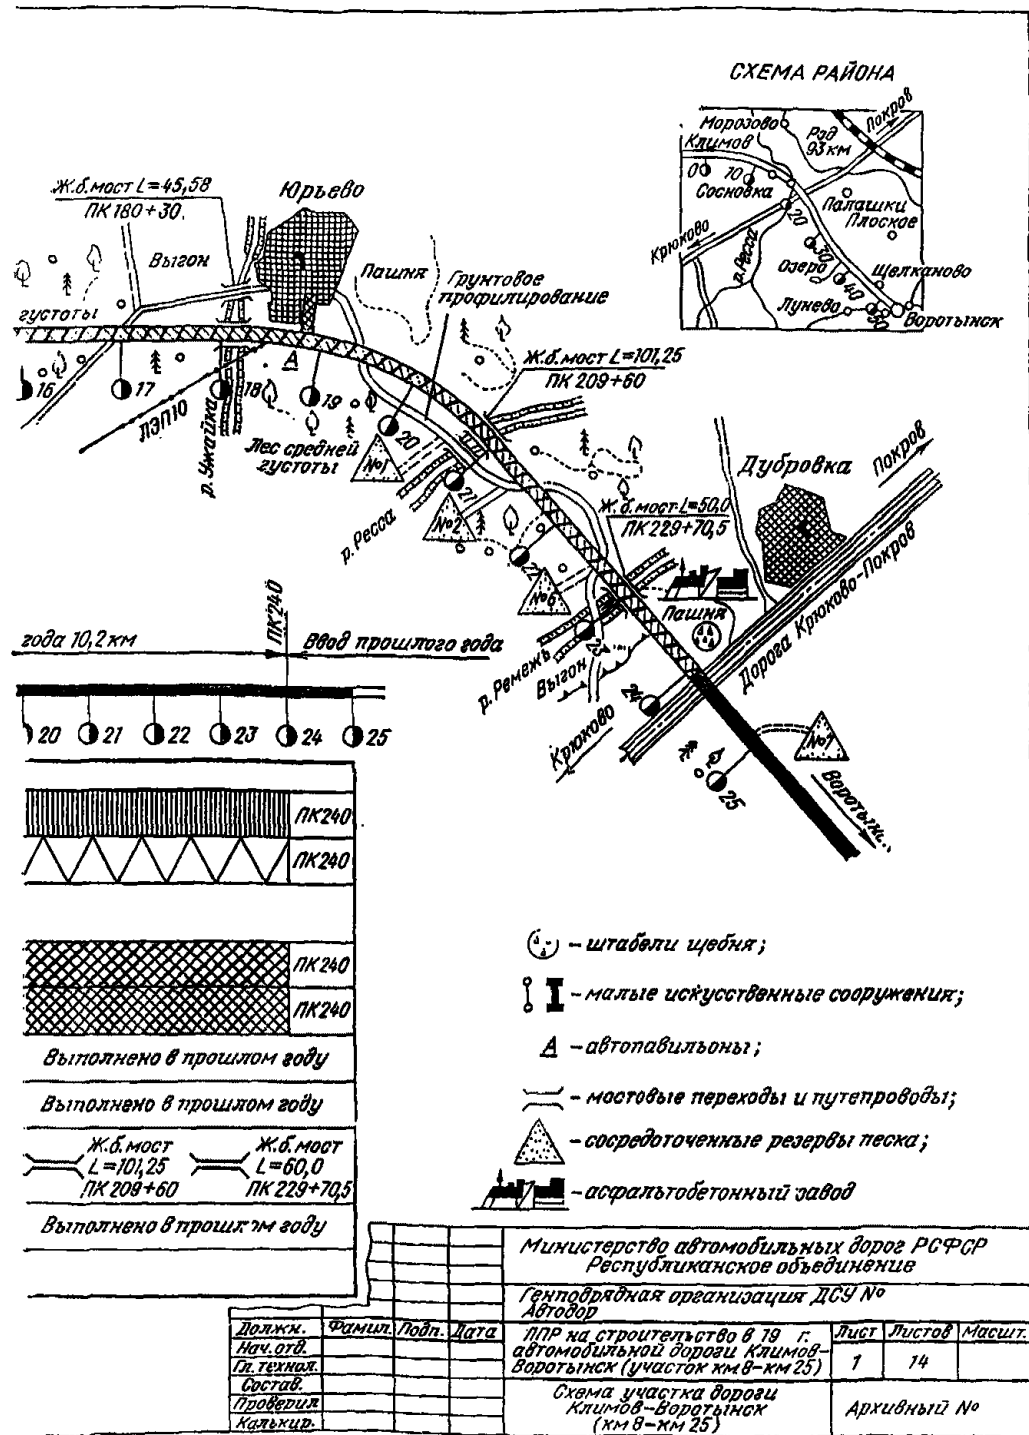 СХЕМА РАЙОНА
Морозово
Климов
Рад
93 км
Покров
0
10
Сосновка
20
Палашки
Плоское
Крюково
р.Ресса
30
Озеро
Щелканово
40
Лунево
50
Воротынск
Ж.б.мост L=45,58
ПК 180+30
Юрьево
Выгон
Пашня
Грунтовое
профилирование
густоты
А
Ж.б.мост L=101,25
ПК 209+60
16
17
18
19
20
ЛЭП10
р.Ужайка
Лес средней
густоты
№1
21
р.Ресса
№2
22
Дубровка
Покров
Ж.б.мост L=50,0
ПК 229+70,5
№6
Пашня
23
р.Ремежь
Выгон
Дорога Крюково-Покров
24
Крюково
№7
25
Воротынс..
ПК240
года 10,2 км
Ввод прошлого года
20 21 22 23 24 25
ПК240
ПК240
ПК240
ПК240
Выполнено в прошлом году
Выполнено в прошлом году
Ж.б.мост
L=101,25
ПК 209+60
Ж.б.мост
L=60,0
ПК 229+70,5
Выполнено в прошлом году
- штабели щебня;
- малые искусственные сооружения;
А - автопавильоны;
- мостовые переходы и путепроводы;
- сосредоточенные резервы песка;
- асфальтобетонный завод
Министерство автомобильных дорог РСФСР
Республиканское объединение
Генподрядная организация ДСУ №
Автодор
Должн. Фамил. Подп. Дата
Нач.отд.
Гл.технол.
Состав.
Проверил
Калькир.
ППР на строительство в 19 г.
автомобильной дороги Климов-
Воротынск (участок км 8-км 25)
Лист Листов Масшт.
1 14
Схема участка дороги
Климов-Воротынск
(км 8-км 25)
Архивный №